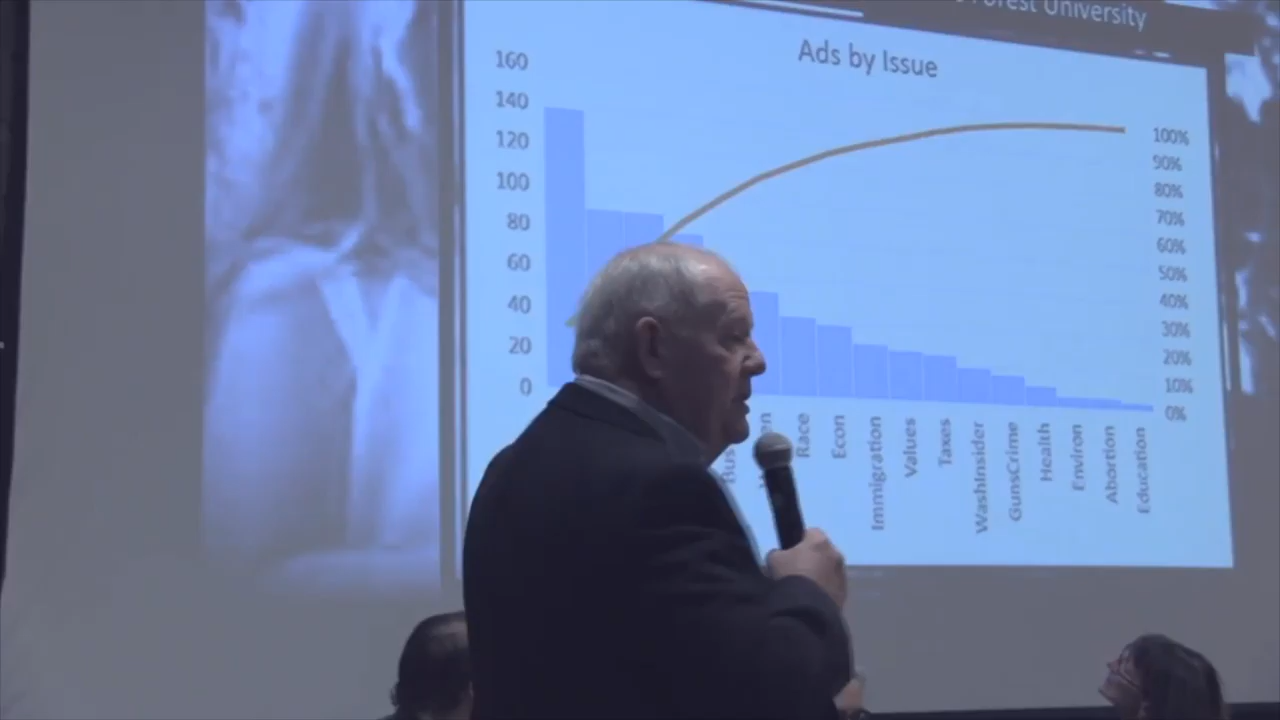 Forest University
Ads by Issue
160
140
120
100
80
60
40
20
0
100%
90%
80%
70%
60%
50%
40%
30%
20%
10%
0%
Race
Econ
Immigration
Values
Taxes
WashInsider
GunsCrime
Health
Environ
Abortion
Education